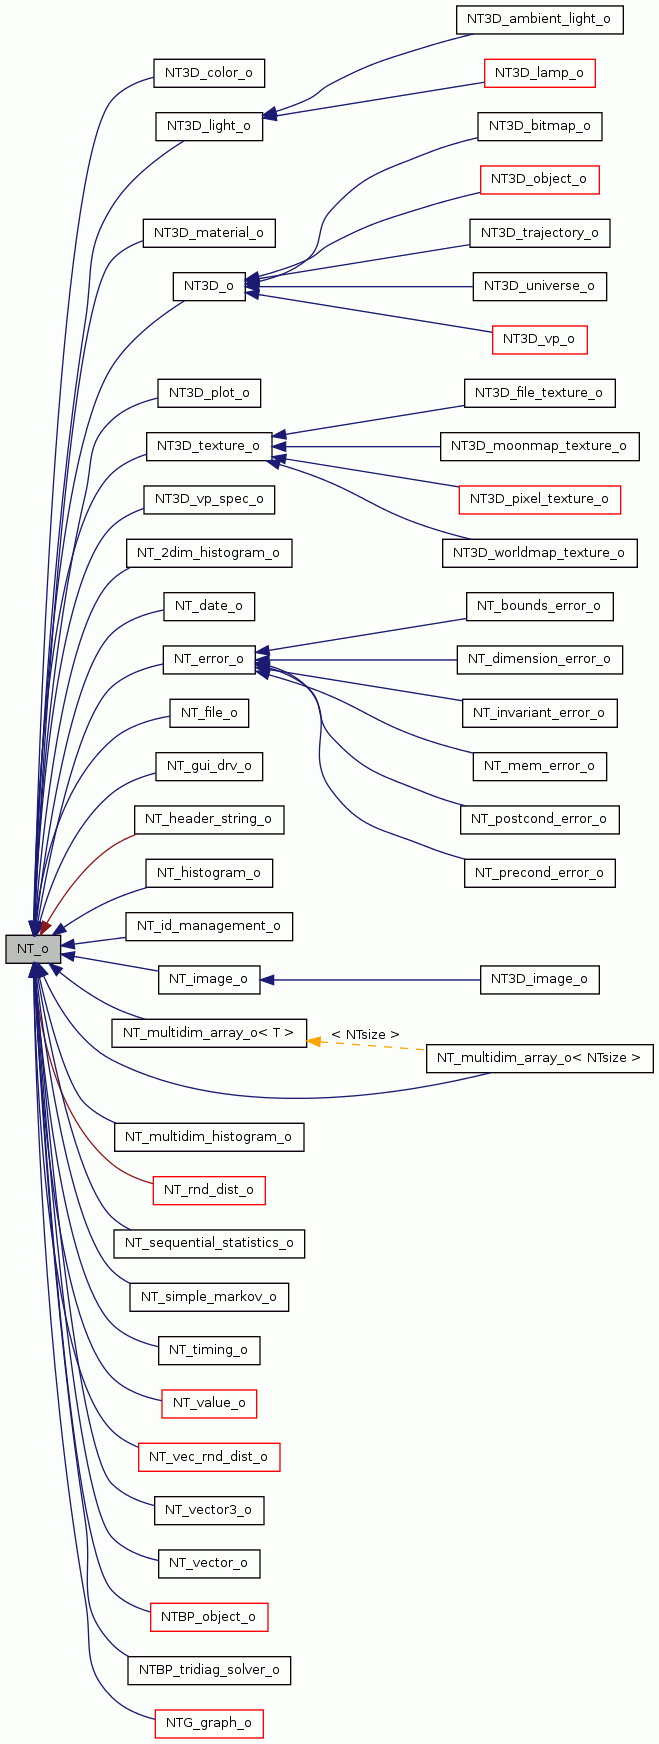 NT3D_ambient_light_o
NT3D_color_o
NT3D_lamp_o
NT3D_light_o
NT3D_bitmap_o
NT3D_object_o
NT3D_material_o
NT3D_trajectory_o
NT3D_o
NT3D_universe_o
NT3D_vp_o
NT3D_plot_o
NT3D_file_texture_o
NT3D_texture_o
NT3D_moonmap_texture_o
NT3D_vp_spec_o
NT3D_pixel_texture_o
NT_2dim_histogram_o
NT3D_worldmap_texture_o
NT_date_o
NT_bounds_error_o
NT_error_o
NT_dimension_error_o
NT_file_o
NT_invariant_error_o
NT_gui_drv_o
NT_mem_error_o
NT_header_string_o
NT_postcond_error_o
NT_histogram_o
NT_precond_error_o
NT_id_management_o
NT_o
NT_image_o
NT3D_image_o
NT_multidim_array_o< T >
< NTsize >
NT_multidim_array_o< NTsize >
NT_multidim_histogram_o
NT_rnd_dist_o
NT_sequential_statistics_o
NT_simple_markov_o
NT_timing_o
NT_value_o
NT_vec_rnd_dist_o
NT_vector3_o
NT_vector_o
NTBP_object_o
NTBP_tridiag_solver_o
NTG_graph_o